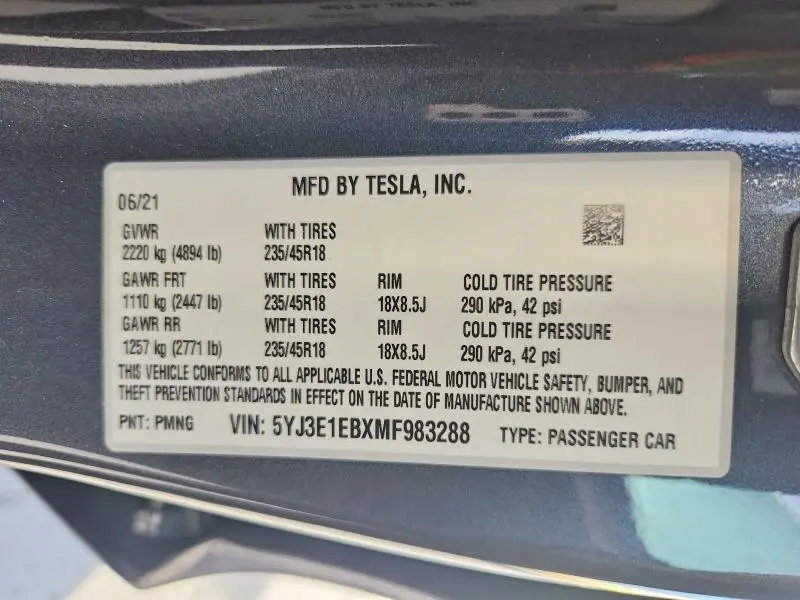 MFD BY TESLA, INC.
MFD BY TESLA, INC.
06/21
GVWR WITH TIRES
2220 kg (4894 lb) 235/45R18
GAWR FRT WITH TIRES RIM COLD TIRE PRESSURE
1110 kg (2447 lb) 235/45R18 18X8.5J 290 kPa, 42 psi
GAWR RR WITH TIRES RIM COLD TIRE PRESSURE
1257 kg (2771 lb) 235/45R18 18X8.5J 290 kPa, 42 psi
THIS VEHICLE CONFORMS TO ALL APPLICABLE U.S. FEDERAL MOTOR VEHICLE SAFETY, BUMPER, AND
THEFT PREVENTION STANDARDS IN EFFECT ON THE DATE OF MANUFACTURE SHOWN ABOVE.
PNT: PMNG VIN: 5YJ3E1EBXMF983288 TYPE: PASSENGER CAR